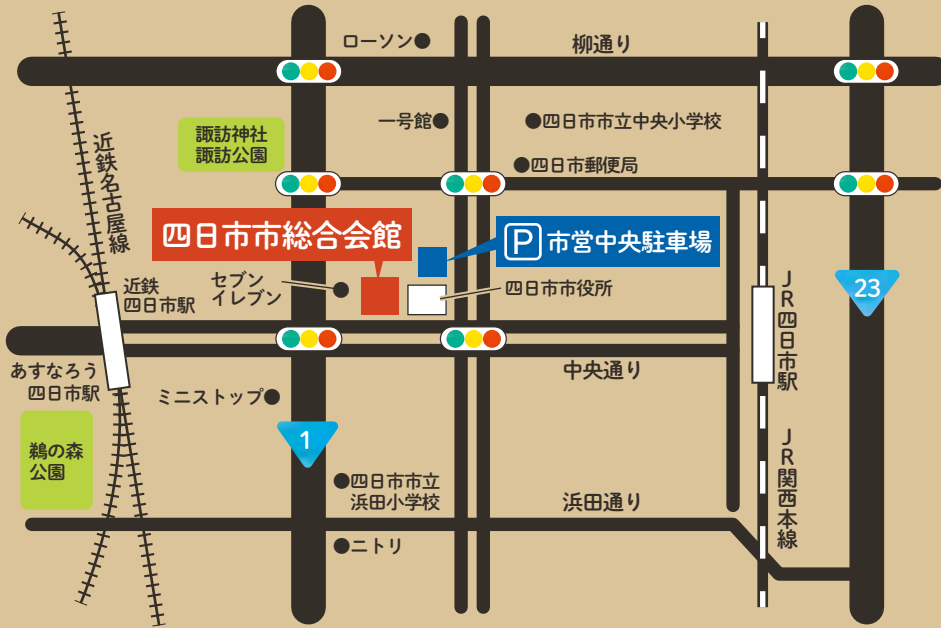 ローソン
柳通り
一号館
四日市市立中央小学校
諏訪神社
諏訪公園
四日市郵便局
近鉄名古屋線
四日市市総合会館
P 市営中央駐車場
近鉄
四日市駅
セブン
イレブン
四日市市役所
JR四日市駅
23
あすなろう
四日市駅
中央通り
ミニストップ
1
鵜の森
公園
四日市市立
浜田小学校
浜田通り
JR関西本線
ニトリ